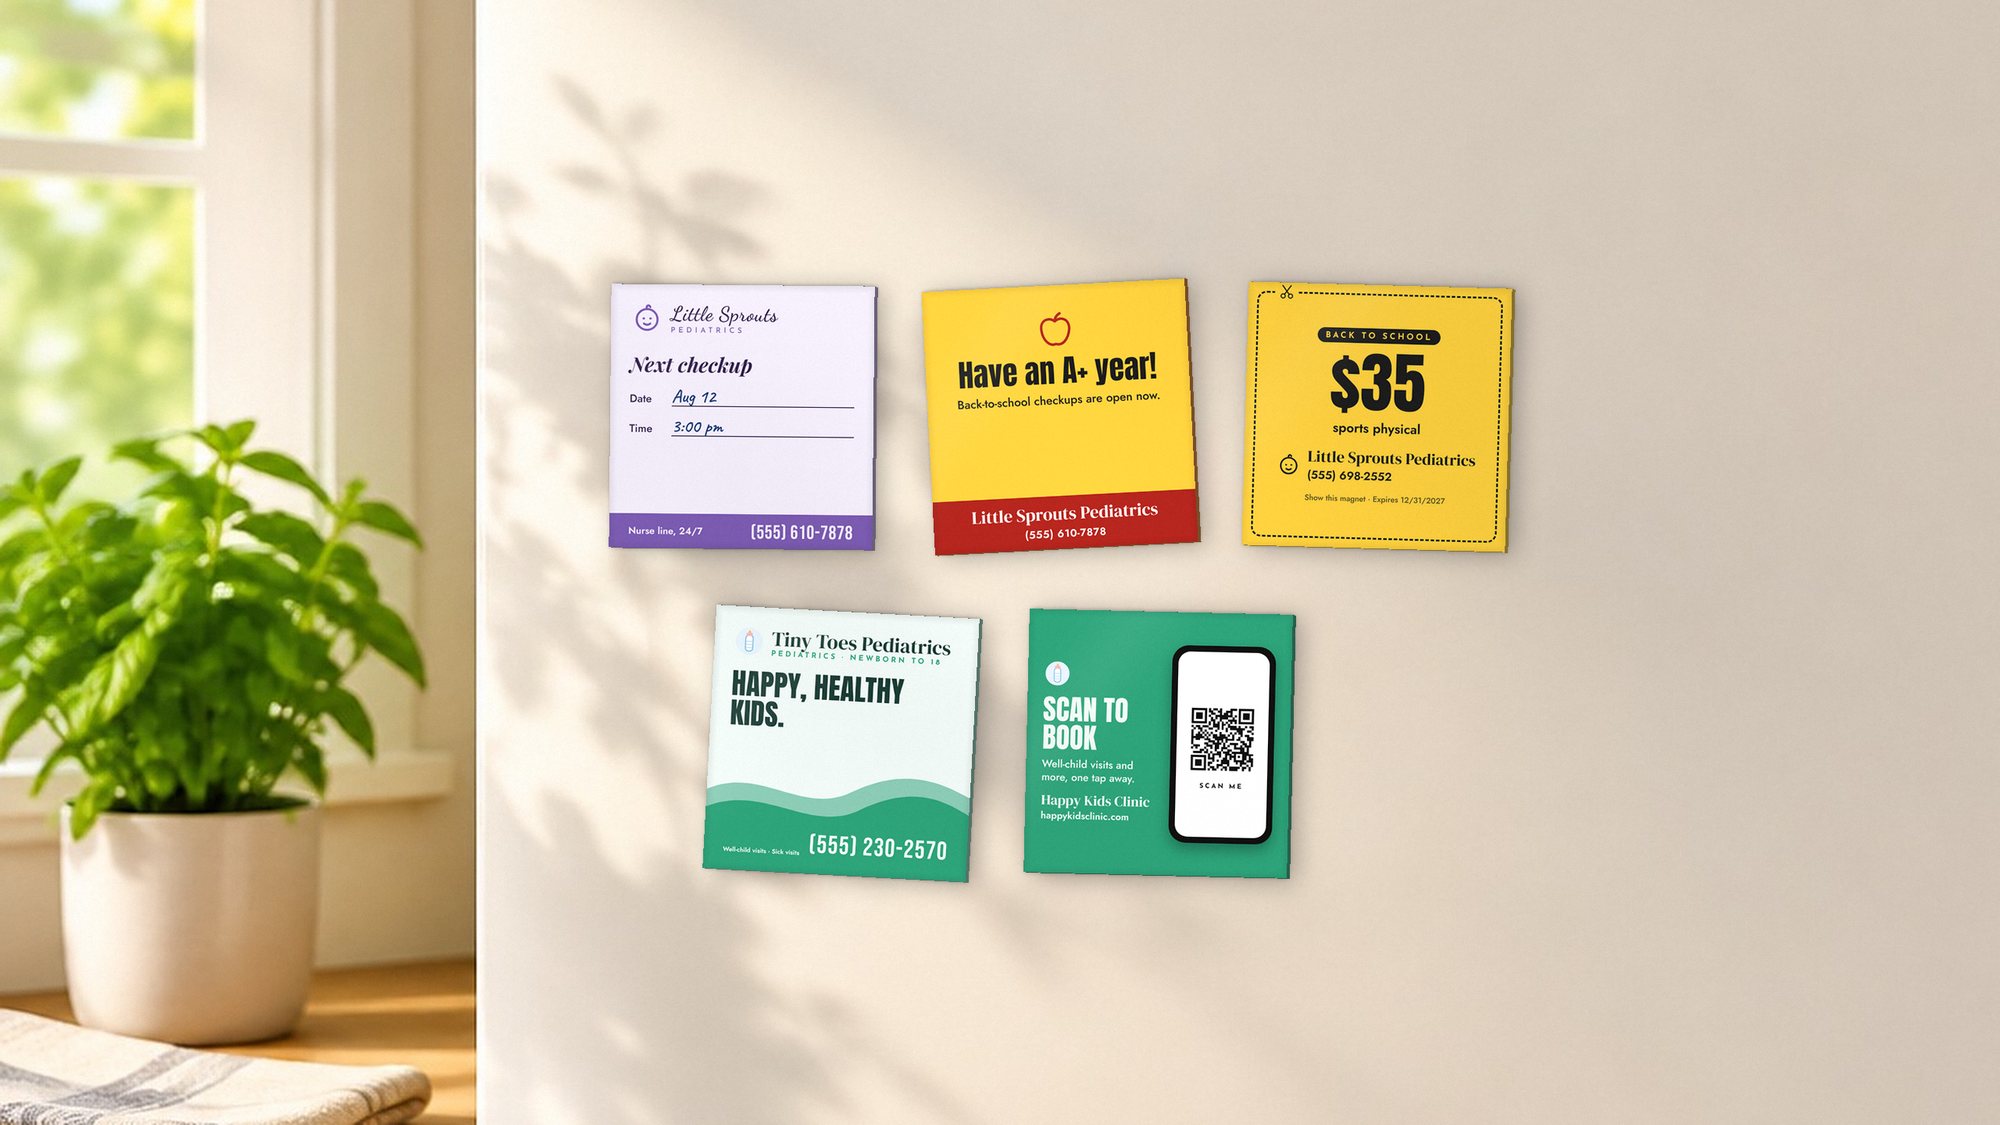 Little Sprouts
PEDIATRICS
Next checkup
Date Aug 12
Time 3:00 pm
Nurse line, 24/7 (555) 610-7878
Have an A+ year!
Back-to-school checkups are open now.
Little Sprouts Pediatrics
(555) 610-7878
BACK TO SCHOOL
$35
sports physical
Little Sprouts Pediatrics
(555) 698-2552
Show this magnet · Expires 12/31/2027
Tiny Toes Pediatrics
PEDIATRICS · NEWBORN TO 18
HAPPY, HEALTHY
KIDS.
Well-child visits · Sick visits (555) 230-2570
SCAN TO
BOOK
Well-child visits and
more, one tap away.
Happy Kids Clinic
happykidsclinic.com
SCAN ME